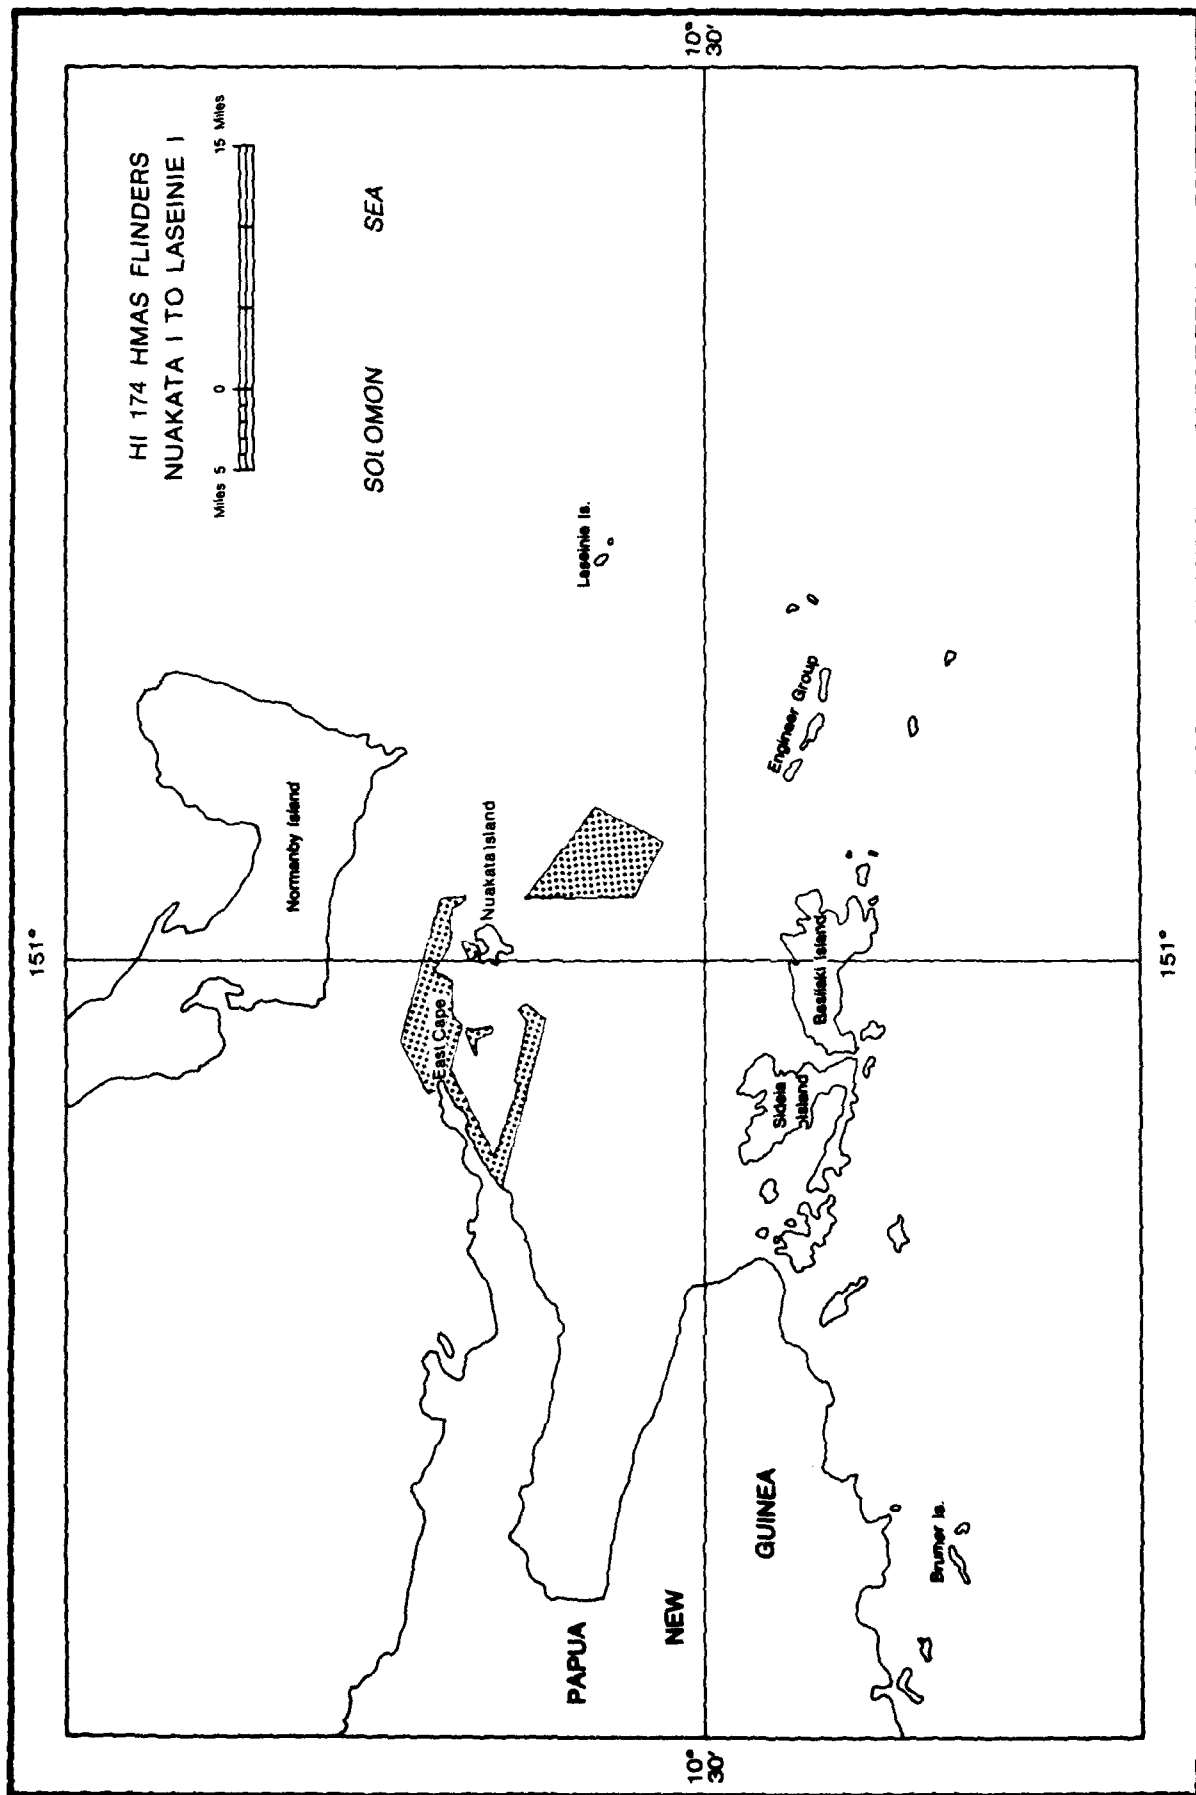 HI 174 HMAS FLINDERS
NUAKATA I TO LASEINIE I
Miles 5 0 15 Miles
151°
Normanby Island
SOLOMON SEA
East Cape
Nuakata Island
Laseinie Is.
10°
30'
10°
30'
PAPUA
NEW
GUINEA
Engineer Group
Sideia
Island
Basilaki Island
Brumer Is.
151°